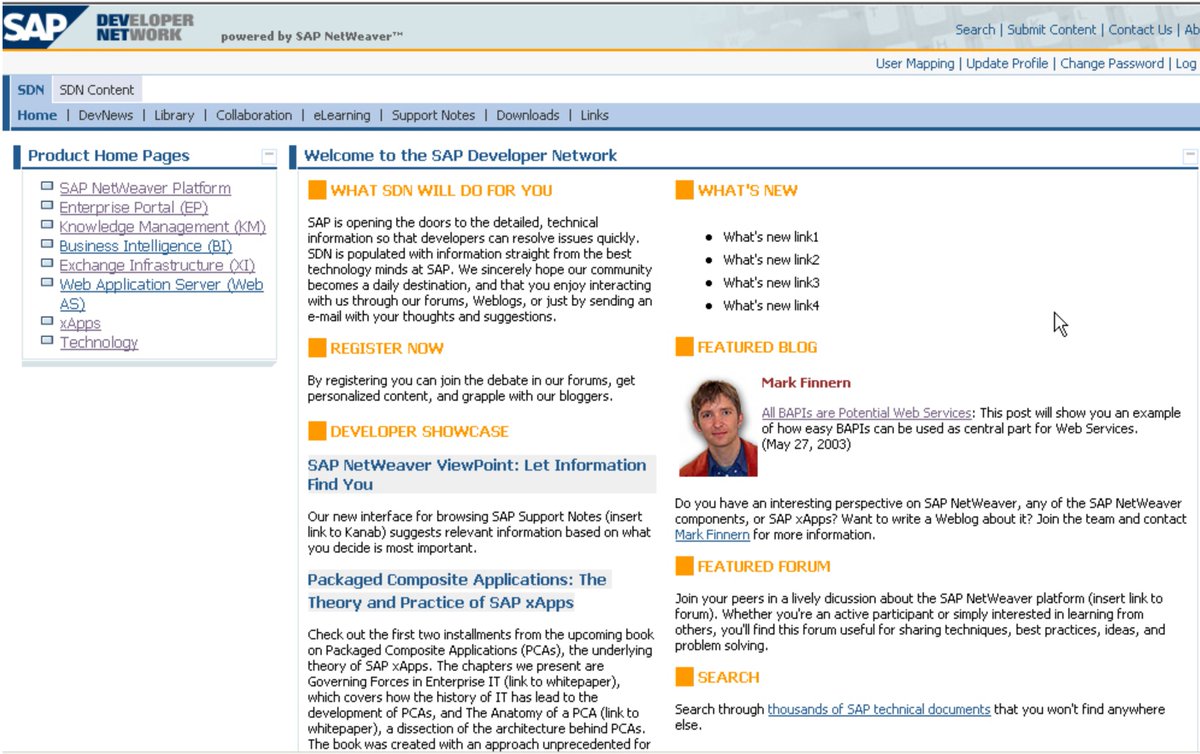 SAP
DEVELOPER
NETWORK
powered by SAP NetWeaver™
Search | Submit Content | Contact Us | Ab
User Mapping | Update Profile | Change Password | Log
SDN
SDN Content
Home | DevNews | Library | Collaboration | eLearning | Support Notes | Downloads | Links
Product Home Pages
SAP NetWeaver Platform
Enterprise Portal (EP)
Knowledge Management (KM)
Business Intelligence (BI)
Exchange Infrastructure (XI)
Web Application Server (Web
AS)
xApps
Technology
Welcome to the SAP Developer Network
WHAT SDN WILL DO FOR YOU
SAP is opening the doors to the detailed, technical
information so that developers can resolve issues quickly.
SDN is populated with information straight from the best
technology minds at SAP. We sincerely hope our community
becomes a daily destination, and that you enjoy interacting
with us through our forums, Weblogs, or just by sending an
e-mail with your thoughts and suggestions.
REGISTER NOW
By registering you can join the debate in our forums, get
personalized content, and grapple with our bloggers.
DEVELOPER SHOWCASE
SAP NetWeaver ViewPoint: Let Information
Find You
Our new interface for browsing SAP Support Notes (insert
link to Kanab) suggests relevant information based on what
you decide is most important.
Packaged Composite Applications: The
Theory and Practice of SAP xApps
Check out the first two installments from the upcoming book
on Packaged Composite Applications (PCAs), the underlying
theory of SAP xApps. The chapters we present are
Governing Forces in Enterprise IT (link to whitepaper),
which covers how the history of IT has lead to the
development of PCAs, and The Anatomy of a PCA (link to
whitepaper), a dissection of the architecture behind PCAs.
The book was created with an approach unprecedented for
WHAT'S NEW
What's new link1
What's new link2
What's new link3
What's new link4
FEATURED BLOG
Mark Finnern
All BAPIs are Potential Web Services: This post will show you an example
of how easy BAPIs can be used as central part for Web Services.
(May 27, 2003)
Do you have an interesting perspective on SAP NetWeaver, any of the SAP NetWeaver
components, or SAP xApps? Want to write a Weblog about it? Join the team and contact
Mark Finnern for more information.
FEATURED FORUM
Join your peers in a lively dicussion about the SAP NetWeaver platform (insert link to
forum). Whether you're an active participant or simply interested in learning from
others, you'll find this forum useful for sharing techniques, best practices, ideas, and
problem solving.
SEARCH
Search through thousands of SAP technical documents that you won't find anywhere
else.